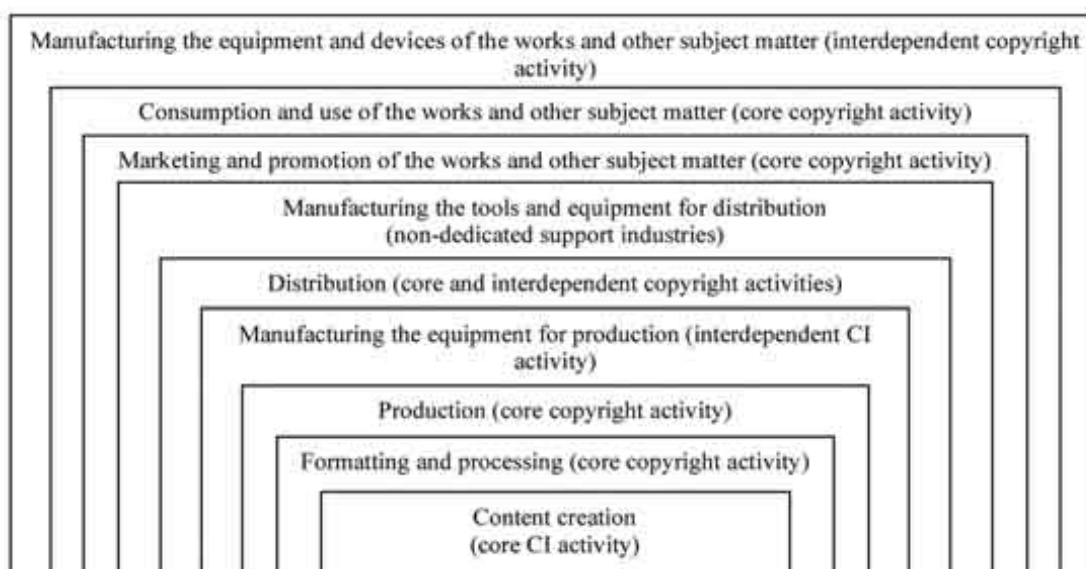 Manufacturing the equipment and devices of the works and other subject matter (interdependent copyright
activity)
Consumption and use of the works and other subject matter (core copyright activity)
Marketing and promotion of the works and other subject matter (core copyright activity)
Manufacturing the tools and equipment for distribution
(non-dedicated support industries)
Distribution (core and interdependent copyright activities)
Manufacturing the equipment for production (interdependent CI
activity)
Production (core copyright activity)
Formatting and processing (core copyright activity)
Content creation
(core CI activity)